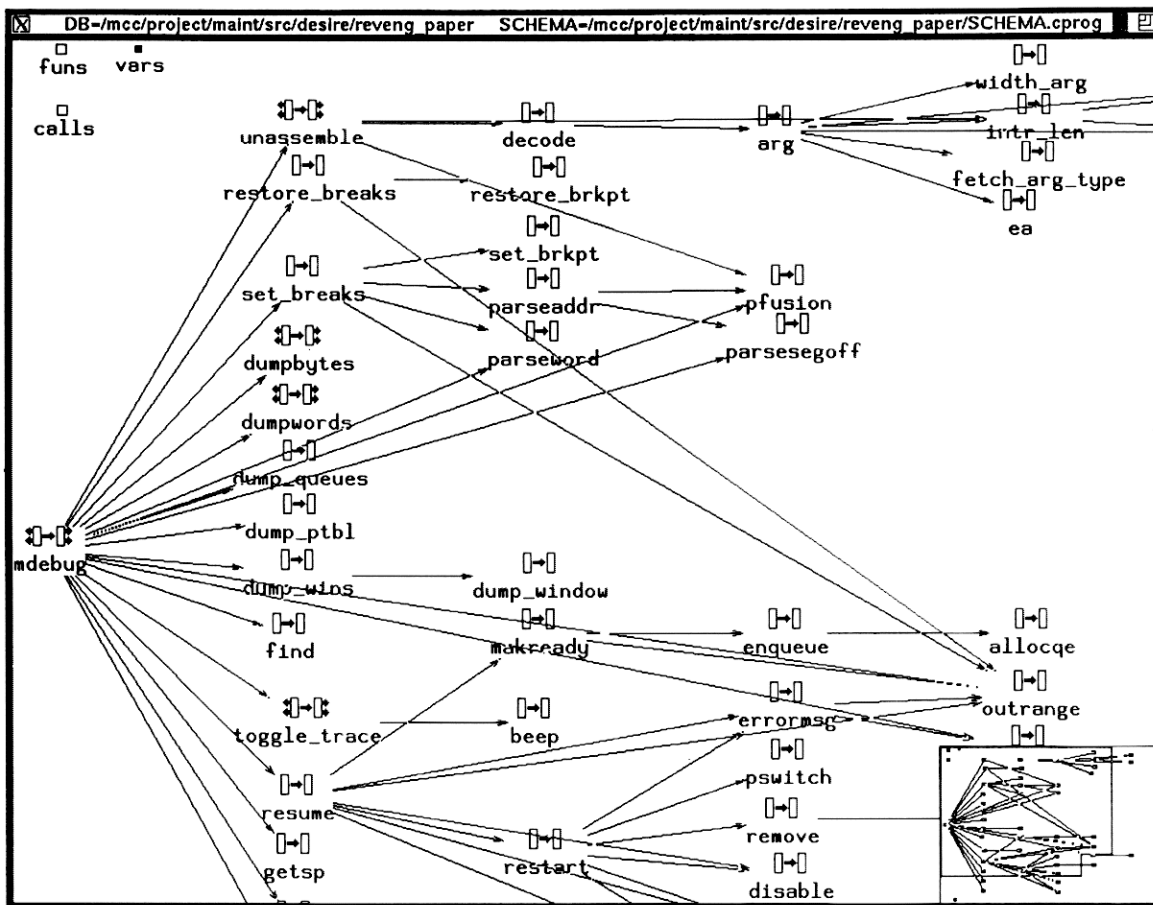 DB=/mcc/project/maint/src/desire/reveng_paper SCHEMA=/mcc/project/maint/src/desire/reveng_paper/SCHEMA.cprog
funs vars
width_arg
calls
unassemble decode arg intr_len
restore_breaks restore_brkpt fetch_arg_type
ea
set_brkpt
set_breaks parseaddr pfusion
dumpbytes parseword parsesegoff
dumpwords
dump_queues
dump_ptbl
mdebug
dump_wins dump_window
find makready enqueue allocqe
outrange
toggle_trace beep errormsg
pswitch
resume
remove
getsp restart
disable